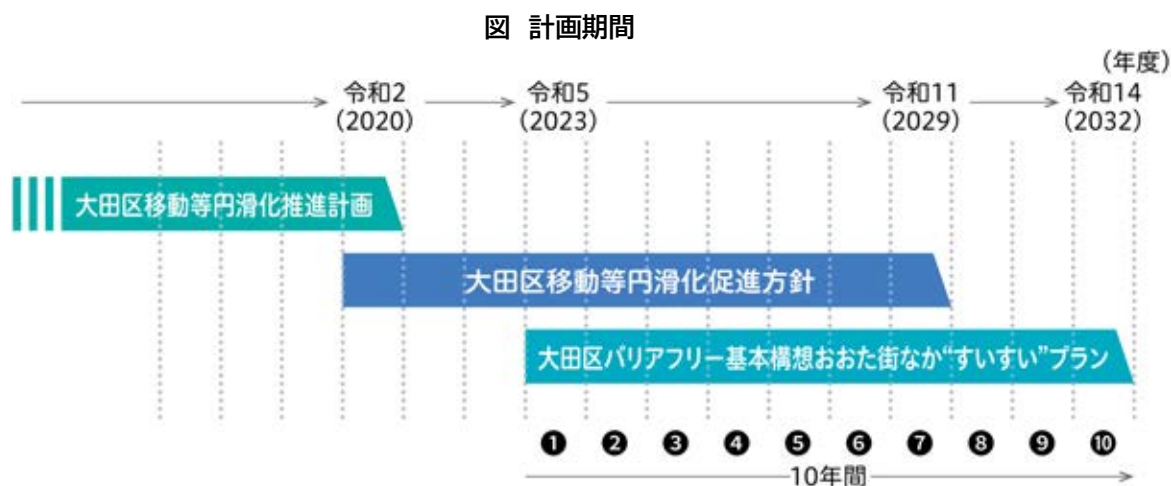 図 計画期間
(年度)
令和2
(2020)
令和5
(2023)
令和11
(2029)
令和14
(2032)
大田区移動等円滑化推進計画
大田区移動等円滑化促進方針
大田区バリアフリー基本構想おおた街なか“すいすい”プラン
❶ ❷ ❸ ❹ ❺ ❻ ❼ ❽ ❾ ❿
10年間